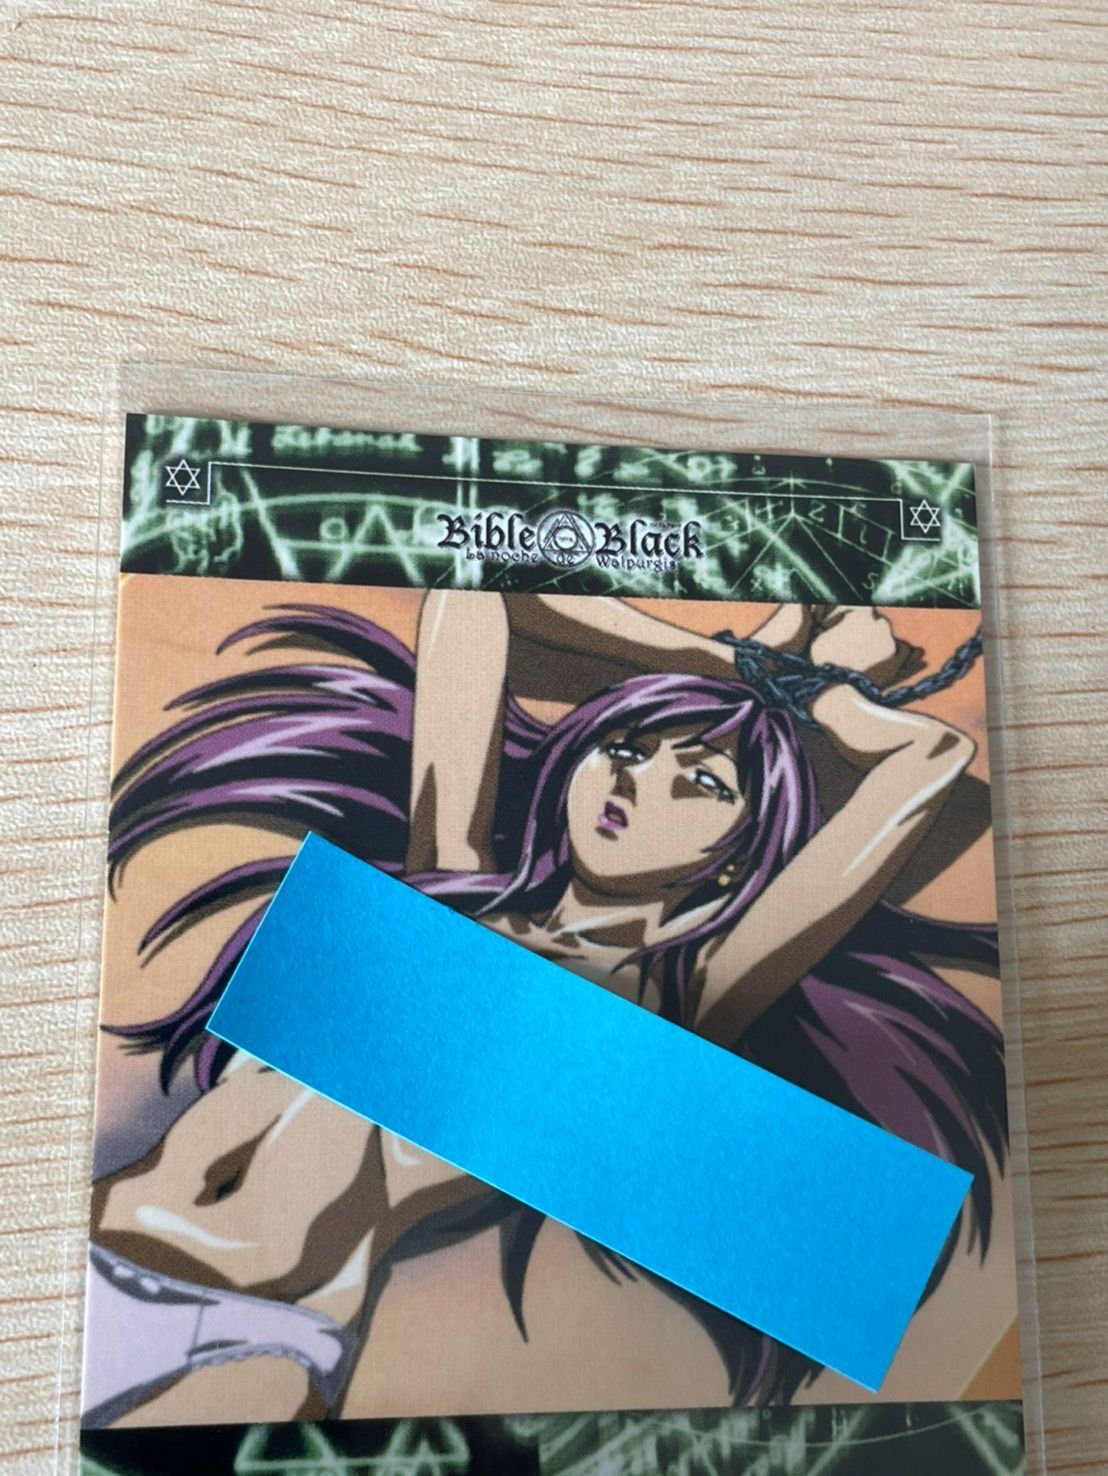 Bible Black
La noche de Walpurgis